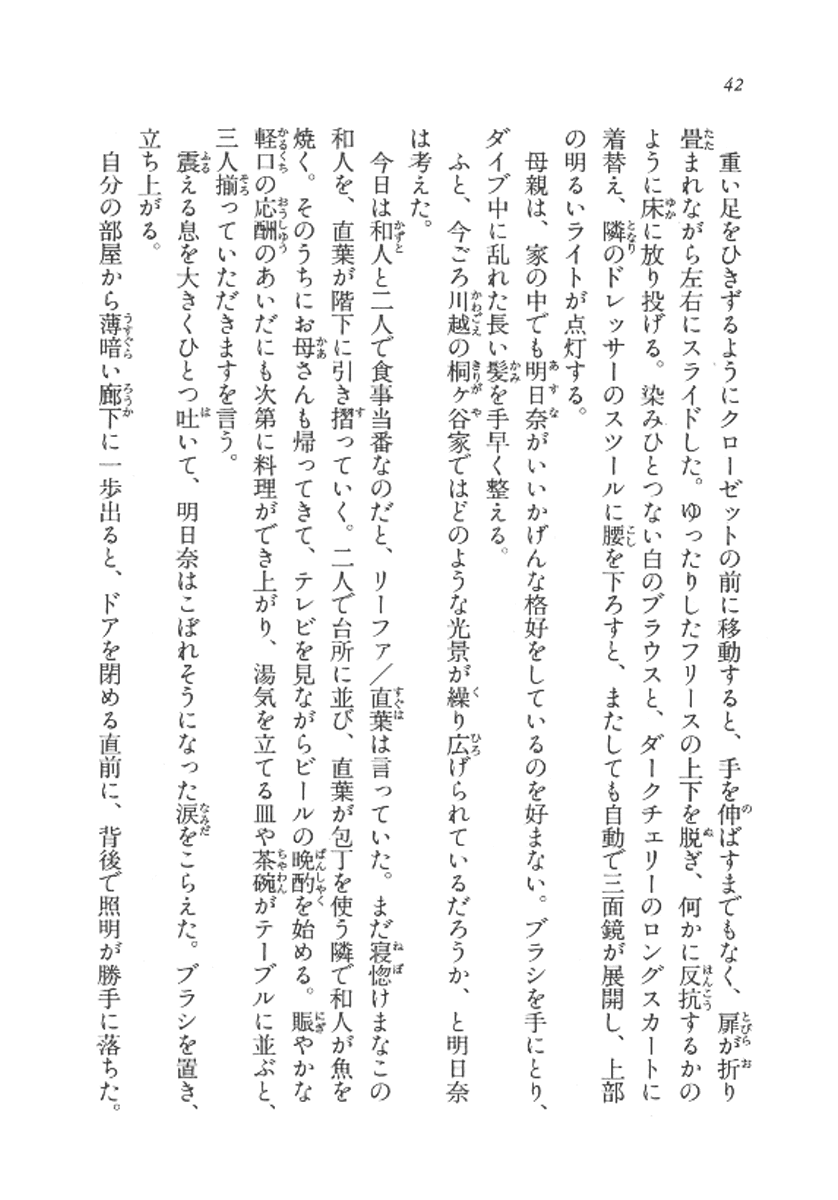 42
重い足をひきずるようにクローゼットの前に移動すると、手を伸ばすまでもなく、扉が折り
畳まれながら左右にスライドした。ゆったりしたフリースの上下を脱ぎ、何かに反抗するかの
ように床に放り投げる。染みひとつない白のブラウスと、ダークチェリーのロングスカートに
着替え、隣のドレッサーのスツールに腰を下ろすと、またしても自動で三面鏡が展開し、上部
の明るいライトが点灯する。
母親は、家の中でも明日奈がいいかげんな格好をしているのを好まない。ブラシを手にとり、
ダイブ中に乱れた長い髪を手早く整える。
ふと、今ごろ川越の桐ヶ谷家ではどのような光景が繰り広げられているだろうか、と明日奈
は考えた。
今日は和人と二人で食事当番なのだと、リーファ／直葉は言っていた。まだ寝惚けまなこの
和人を、直葉が階下に引き摺っていく。二人で台所に並び、直葉が包丁を使う隣で和人が魚を
焼く。そのうちにお母さんも帰ってきて、テレビを見ながらビールの晩酌を始める。賑やかな
軽口の応酬のあいだにも次第に料理ができ上がり、湯気を立てる皿や茶碗がテーブルに並ぶと、
三人揃っていただきますを言う。
震える息を大きくひとつ吐いて、明日奈はこぼれそうになった涙をこらえた。ブラシを置き、
立ち上がる。
自分の部屋から薄暗い廊下に一歩出ると、ドアを閉める直前に、背後で照明が勝手に落ちた。